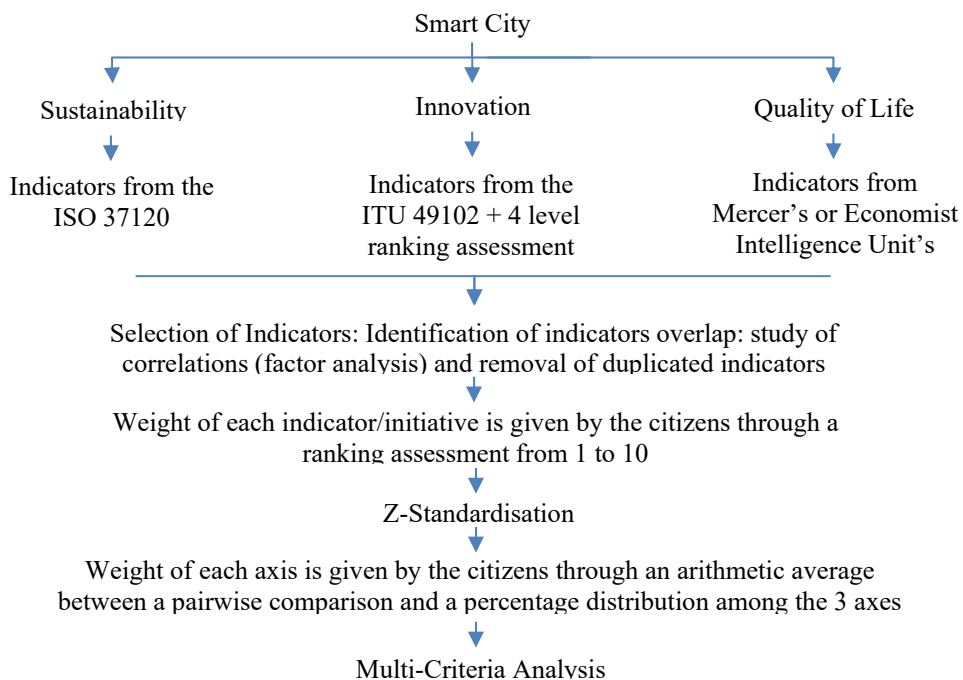 Smart City
Sustainability
Innovation
Quality of Life
Indicators from the
ISO 37120
Indicators from the
ITU 49102 + 4 level
ranking assessment
Indicators from
Mercer's or Economist
Intelligence Unit's
Selection of Indicators: Identification of indicators overlap: study of
correlations (factor analysis) and removal of duplicated indicators
Weight of each indicator/initiative is given by the citizens through a
ranking assessment from 1 to 10
Z-Standardisation
Weight of each axis is given by the citizens through an arithmetic average
between a pairwise comparison and a percentage distribution among the 3 axes
Multi-Criteria Analysis